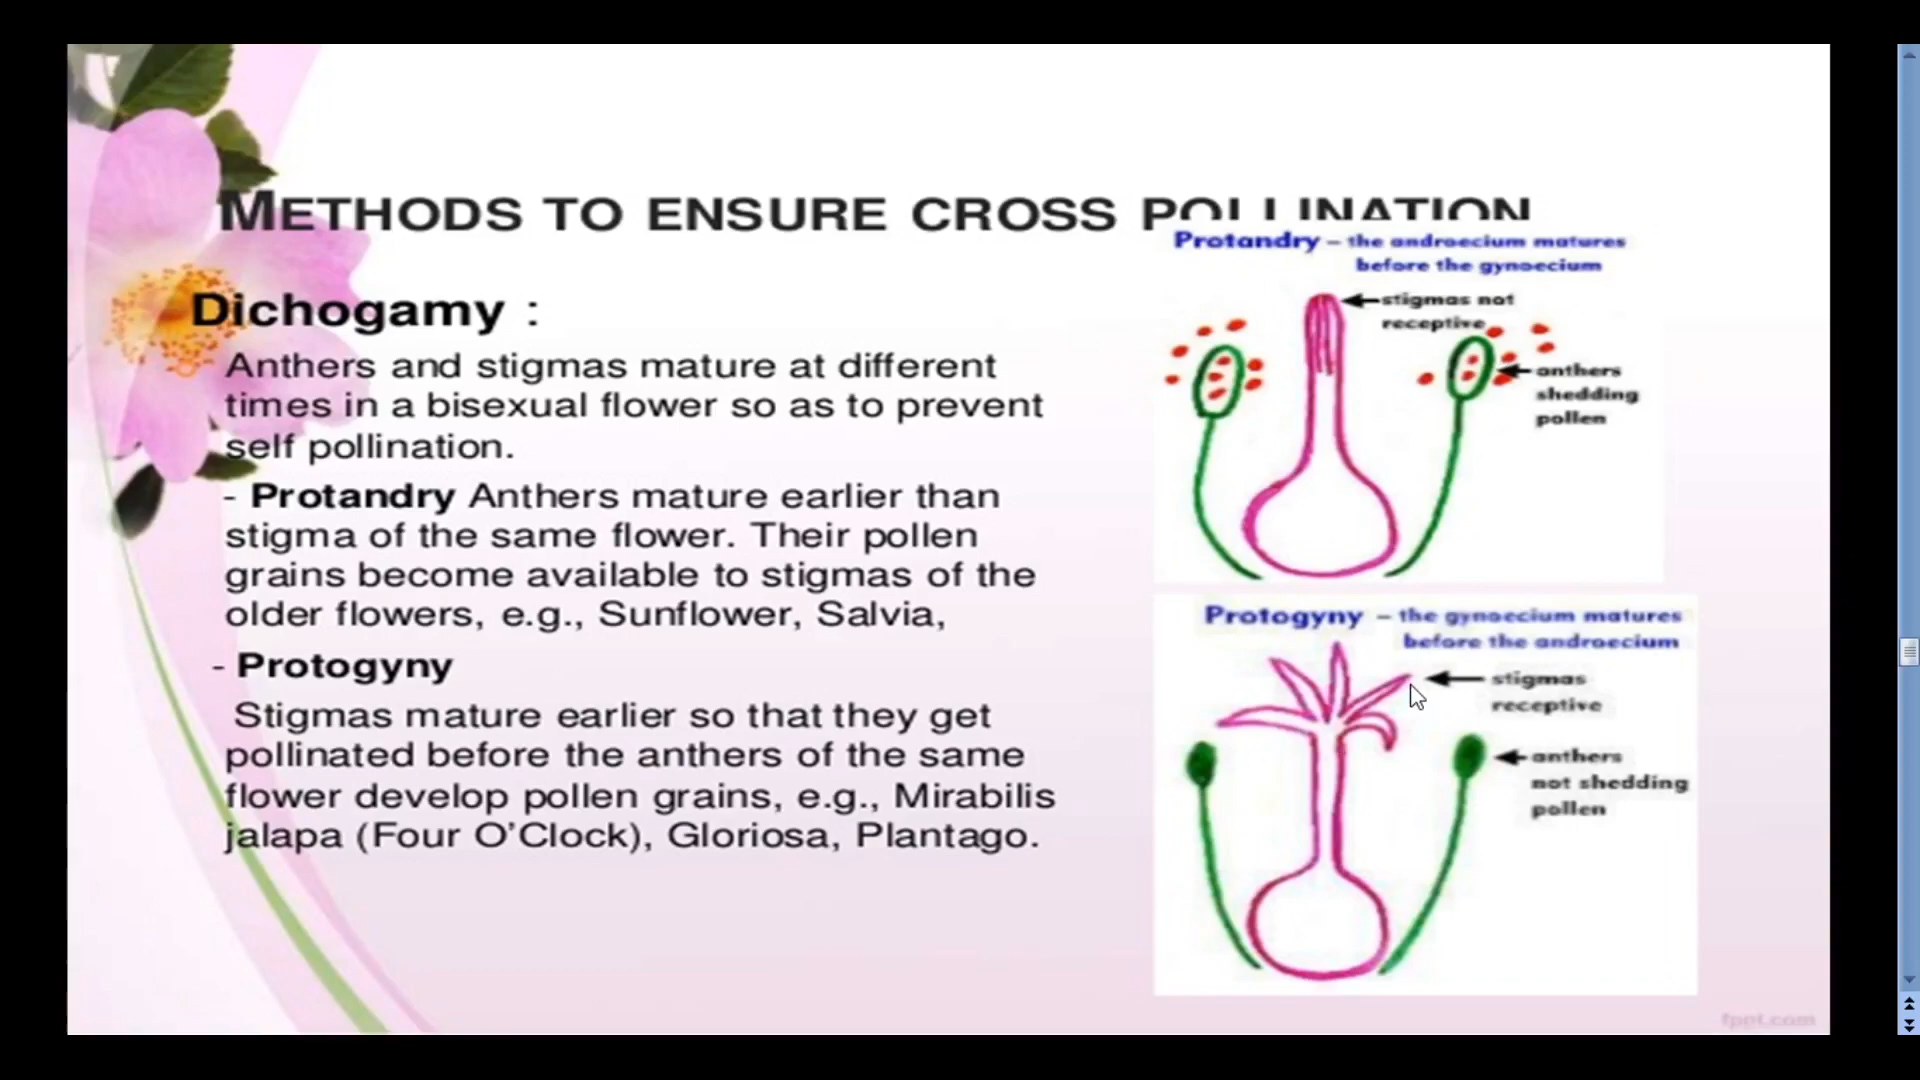 METHODS TO ENSURE CROSS POLLINATION
Dichogamy :
Anthers and stigmas mature at different
times in a bisexual flower so as to prevent
self pollination.
- Protandry Anthers mature earlier than
stigma of the same flower. Their pollen
grains become available to stigmas of the
older flowers, e.g., Sunflower, Salvia,
- Protogyny
Stigmas mature earlier so that they get
pollinated before the anthers of the same
flower develop pollen grains, e.g., Mirabilis
jalapa (Four O'Clock), Gloriosa, Plantago.
Protandry – the androecium matures
before the gynoecium
stigmas not
receptive
anthers
shedding
pollen
Protogyny – the gynoecium matures
before the androecium
stigmas
receptive
anthers
not shedding
pollen
fppt.com